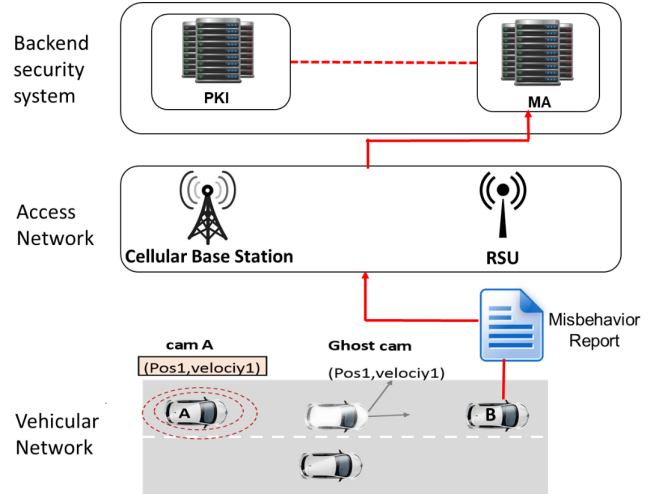 Backend
security
system
PKI
MA
Access
Network
Cellular Base Station
RSU
Misbehavior
Report
cam A
(Pos1,velociy1)
Ghost cam
(Pos1,velociy1)
Vehicular
Network
A
B